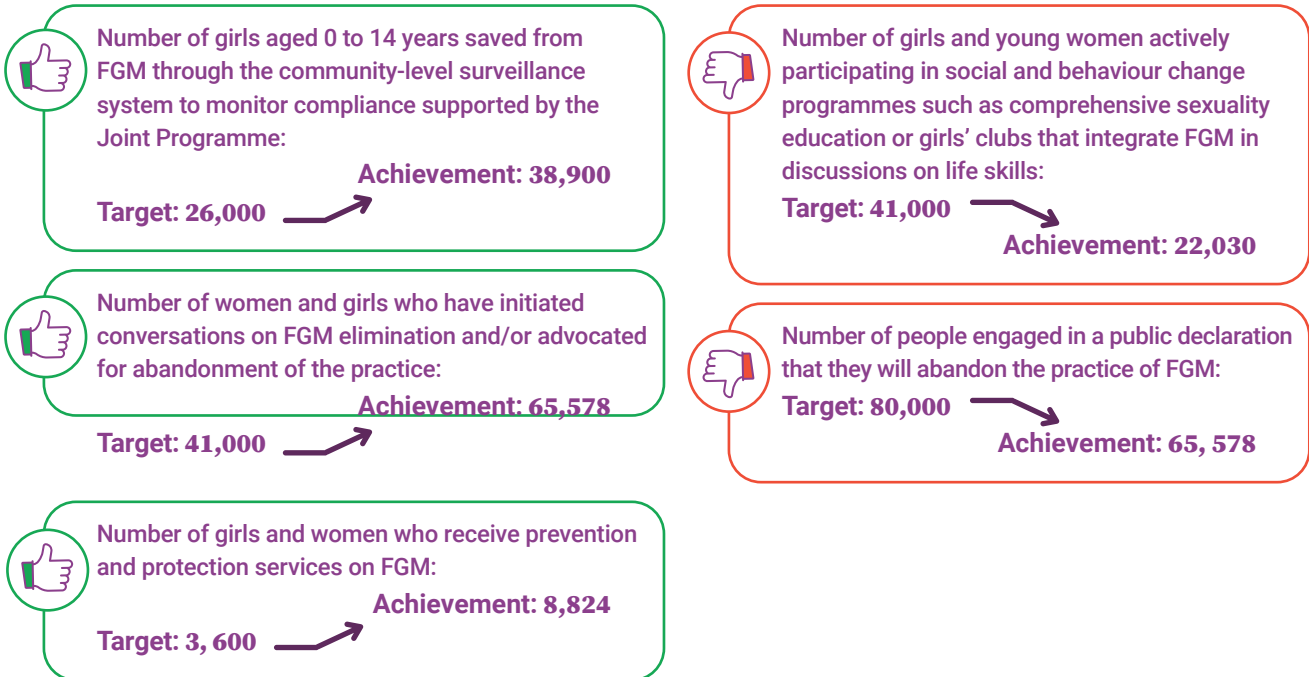 Number of girls aged 0 to 14 years saved from
FGM through the community-level surveillance
system to monitor compliance supported by the
Joint Programme:
Achievement: 38,900
Target: 26,000
Number of women and girls who have initiated
conversations on FGM elimination and/or advocated
for abandonment of the practice:
Achievement: 65,578
Target: 41,000
Number of girls and women who receive prevention
and protection services on FGM:
Achievement: 8,824
Target: 3, 600
Number of girls and young women actively
participating in social and behaviour change
programmes such as comprehensive sexuality
education or girls’ clubs that integrate FGM in
discussions on life skills:
Target: 41,000
Achievement: 22,030
Number of people engaged in a public declaration
that they will abandon the practice of FGM:
Target: 80,000
Achievement: 65, 578